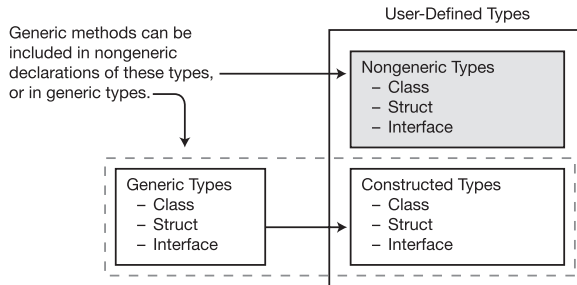 User-Defined Types
Generic methods can be
included in nongeneric
declarations of these types,
or in generic types.
Nongeneric Types
– Class
– Struct
– Interface
Generic Types
– Class
– Struct
– Interface
Constructed Types
– Class
– Struct
– Interface